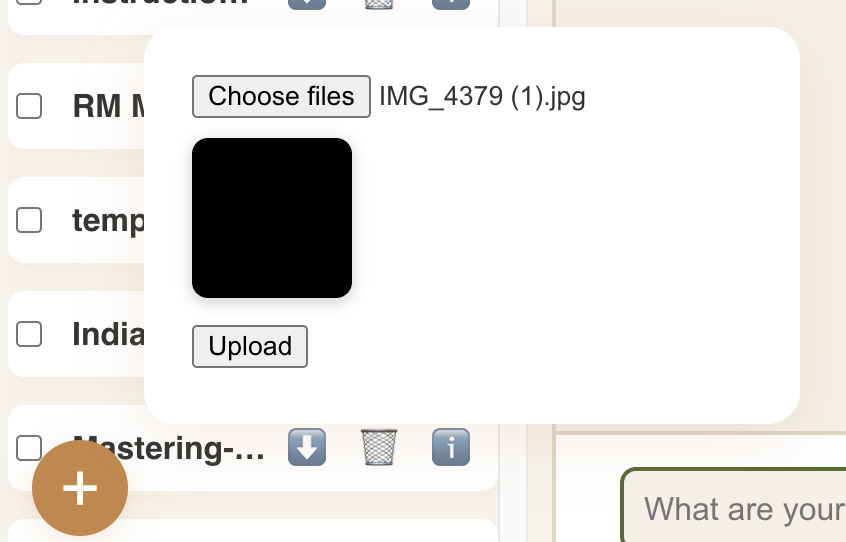 Instruction...
Choose files IMG_4379 (1).jpg
RM
temp
India
Upload
Mastering-...
+
What are your